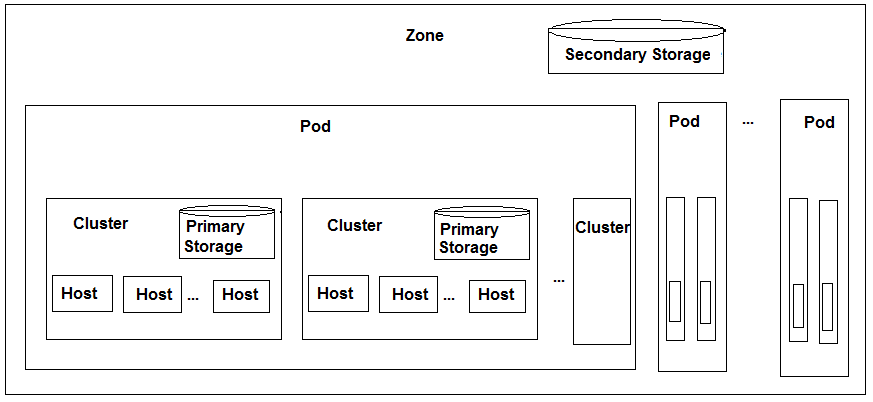 Zone
Secondary Storage
Pod
Pod
...
Pod
Cluster
Primary
Storage
Cluster
Primary
Storage
Cluster
...
Host
Host
...
Host
Host
Host
...
Host